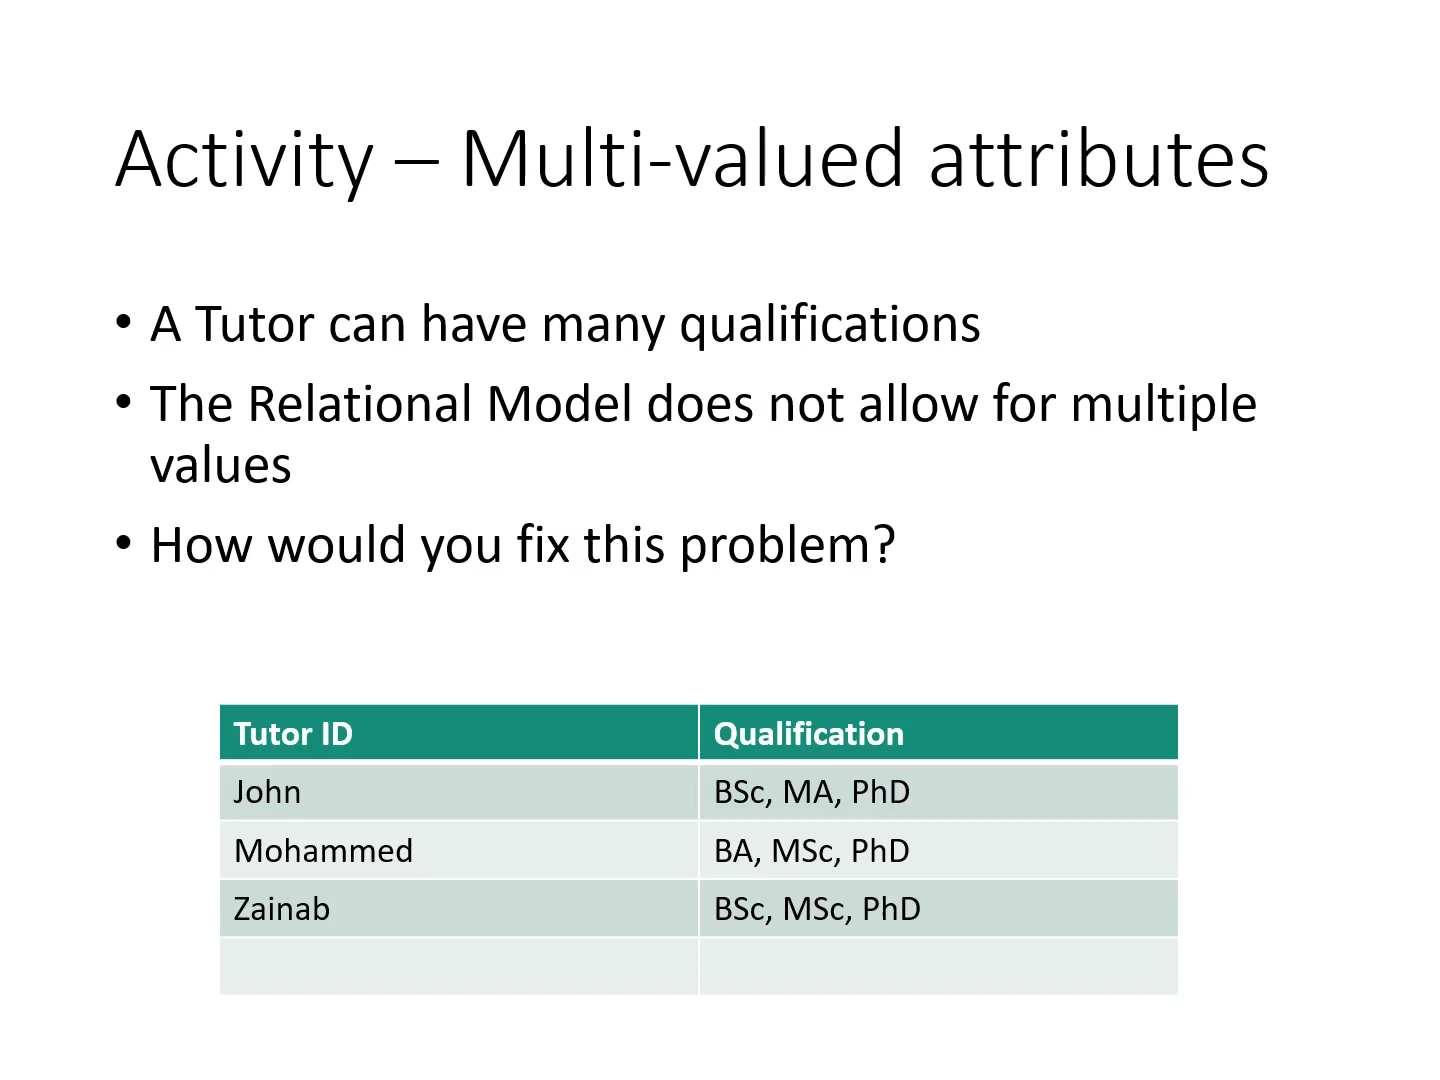 Activity – Multi-valued attributes
• A Tutor can have many qualifications
• The Relational Model does not allow for multiple
values
• How would you fix this problem?
Tutor ID Qualification
John BSc, MA, PhD
Mohammed BA, MSc, PhD
Zainab BSc, MSc, PhD